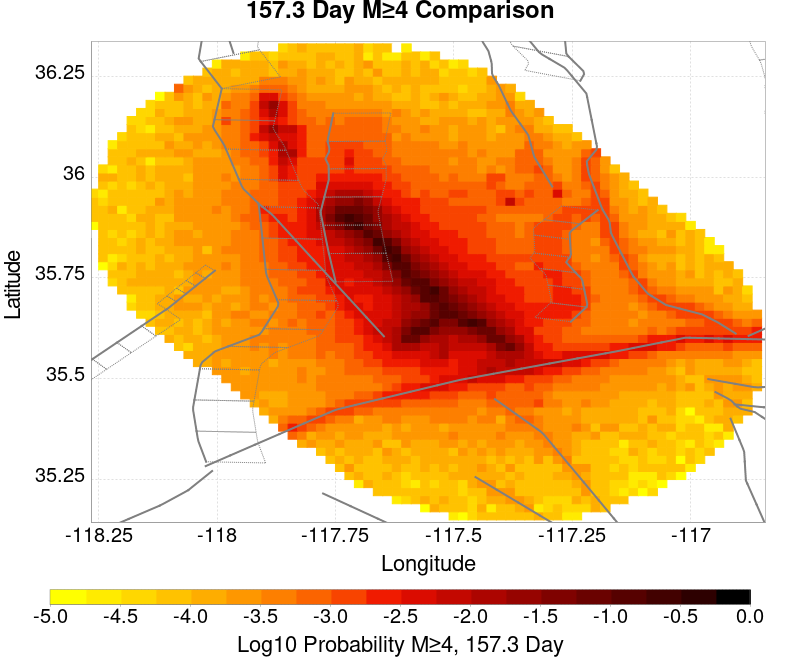 157.3 Day M≥4 Comparison
36.25
36
35.75
35.5
35.25
Latitude
-118.25 -118 -117.75 -117.5 -117.25 -117
Longitude
-5.0 -4.5 -4.0 -3.5 -3.0 -2.5 -2.0 -1.5 -1.0 -0.5 0.0
Log10 Probability M≥4, 157.3 Day